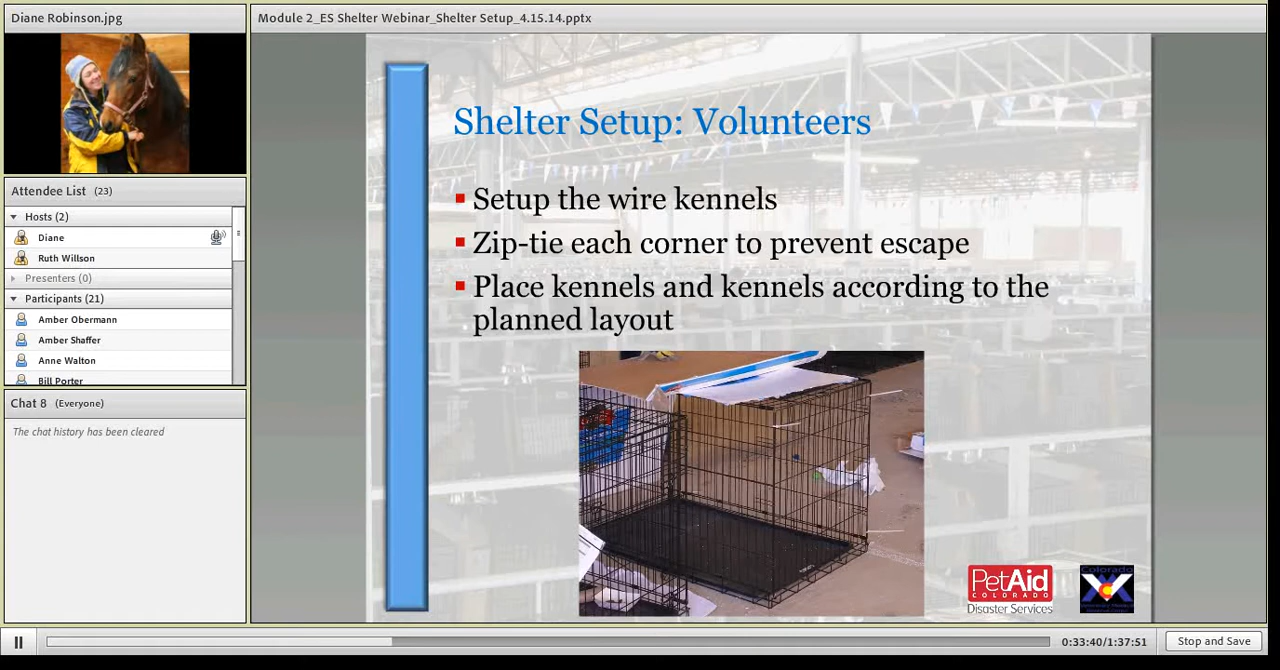 Diane Robinson.jpg
Attendee List (23)
Hosts (2)
Diane
Ruth Willson
Presenters (0)
Participants (21)
Amber Obermann
Amber Shaffer
Anne Walton
Bill Porter
Chat 8 (Everyone)
The chat history has been cleared
Module 2_ES Shelter Webinar_Shelter Setup_4.15.14.pptx
Shelter Setup: Volunteers
Setup the wire kennels
Zip-tie each corner to prevent escape
Place kennels and kennels according to the
planned layout
PetAid
COLORADO
Disaster Services
Colorado
0:33:40/1:37:51
Stop and Save